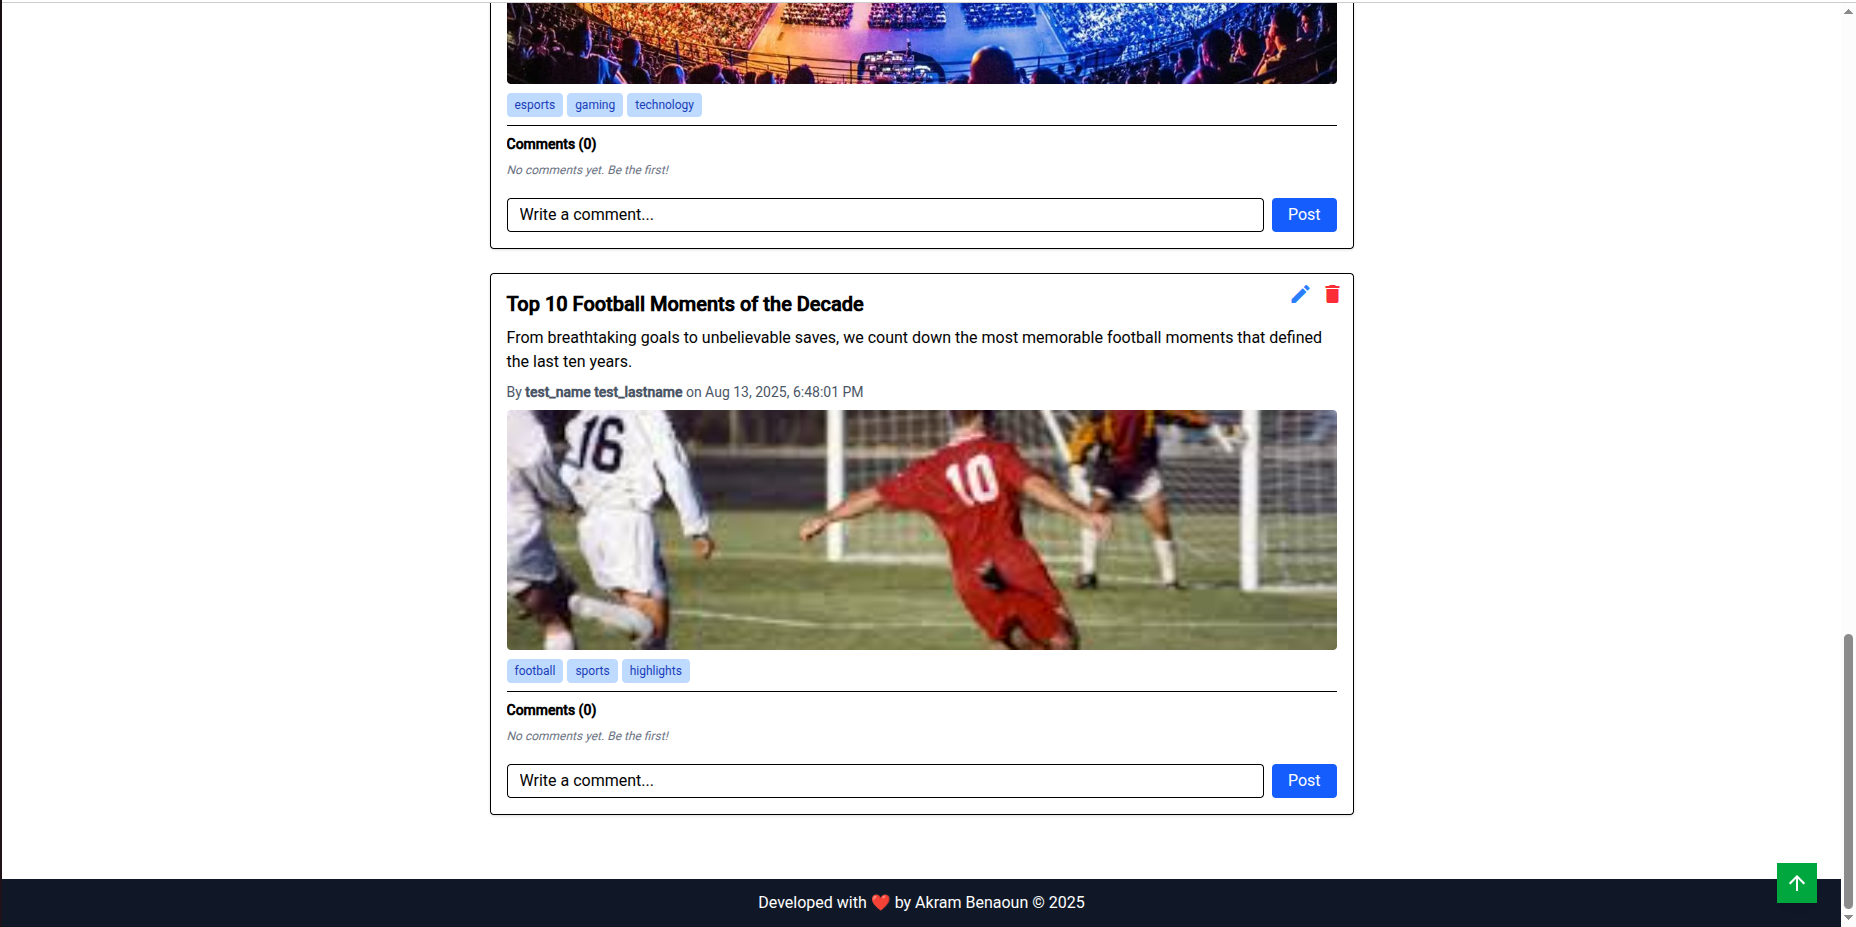 esports gaming technology
Comments (0)
No comments yet. Be the first!
Write a comment... Post
Top 10 Football Moments of the Decade
From breathtaking goals to unbelievable saves, we count down the most memorable football moments that defined
the last ten years.
By test_name test_lastname on Aug 13, 2025, 6:48:01 PM
16
10
football sports highlights
Comments (0)
No comments yet. Be the first!
Write a comment... Post
Developed with ❤️ by Akram Benaoun © 2025